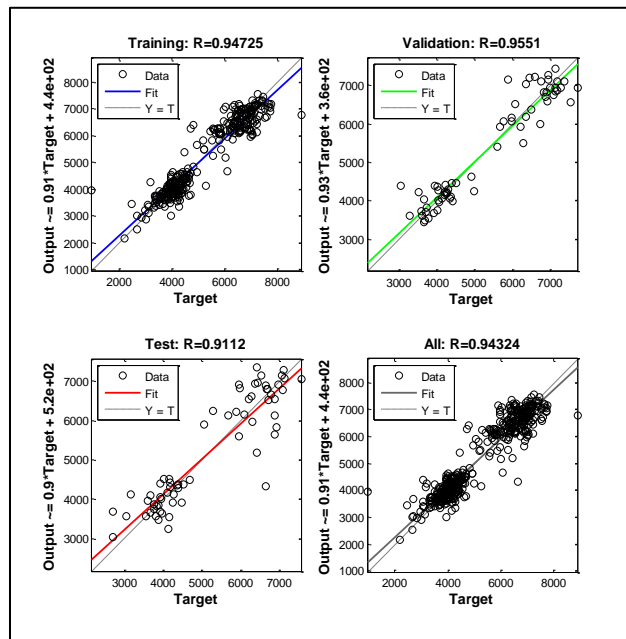 Training: R=0.94725
Output ~= 0.91*Target + 4.4e+02
9000
8000
7000
6000
5000
4000
3000
2000
1000
Data
Fit
Y = T
2000 4000 6000 8000
Target
Validation: R=0.9551
Output ~= 0.93*Target + 3.6e+02
7000
6000
5000
4000
3000
Data
Fit
Y = T
3000 4000 5000 6000 7000
Target
Test: R=0.9112
Output ~= 0.9*Target + 5.2e+02
7000
6000
5000
4000
3000
Data
Fit
Y = T
3000 4000 5000 6000 7000
Target
All: R=0.94324
Output ~= 0.91*Target + 4.4e+02
8000
7000
6000
5000
4000
3000
2000
1000
Data
Fit
Y = T
2000 4000 6000 8000
Target